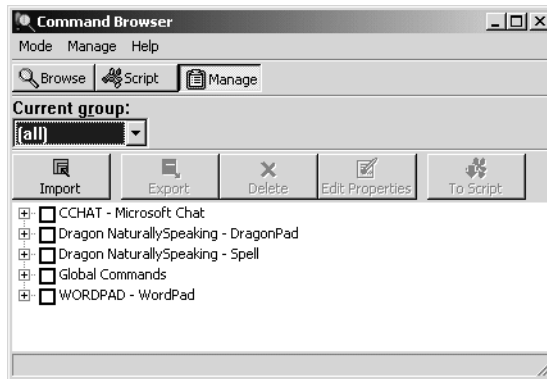 Command Browser
Mode Manage Help
Browse Script Manage
Current group:
(all)
Import Export Delete Edit Properties To Script
CCHAT - Microsoft Chat
Dragon NaturallySpeaking - DragonPad
Dragon NaturallySpeaking - Spell
Global Commands
WORDPAD - WordPad